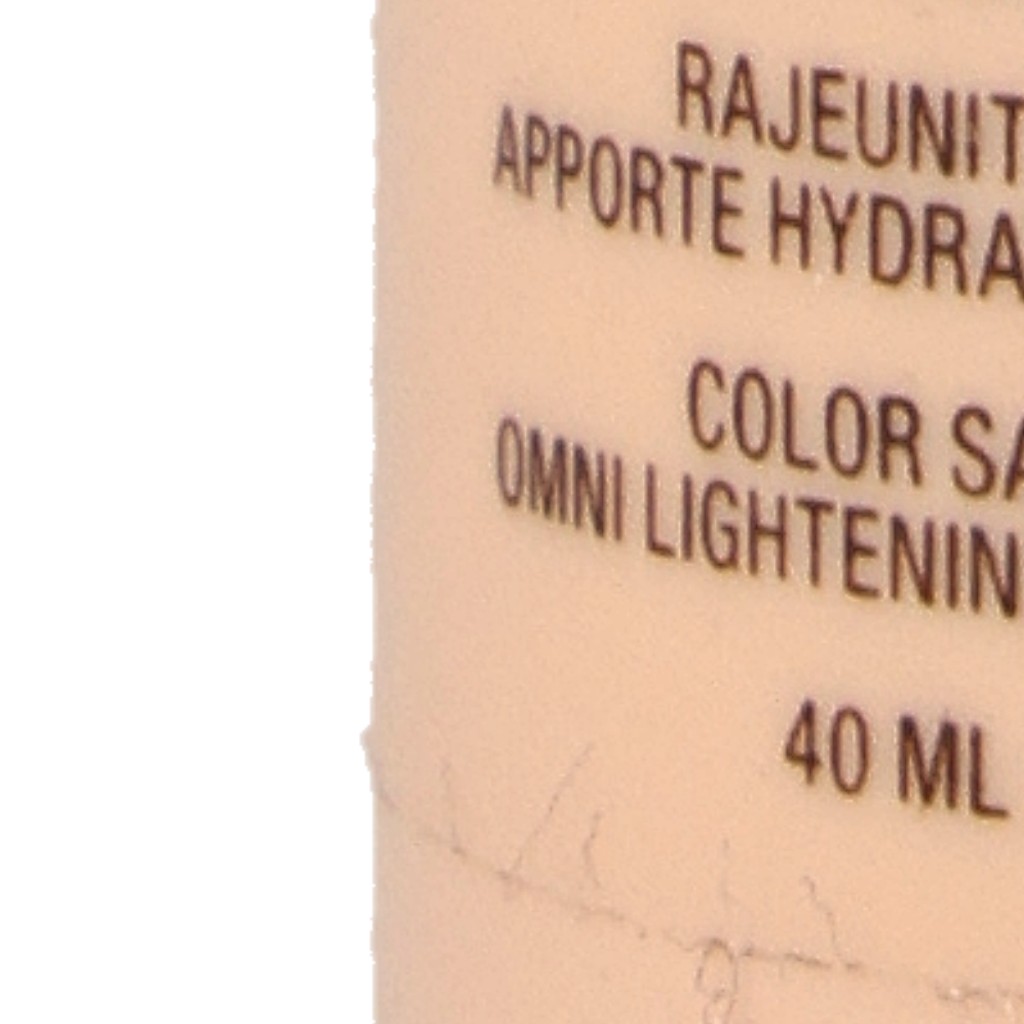 RAJEUNIT
APPORTE HYDRA
COLOR SA
OMNI LIGHTENIN
40 ML